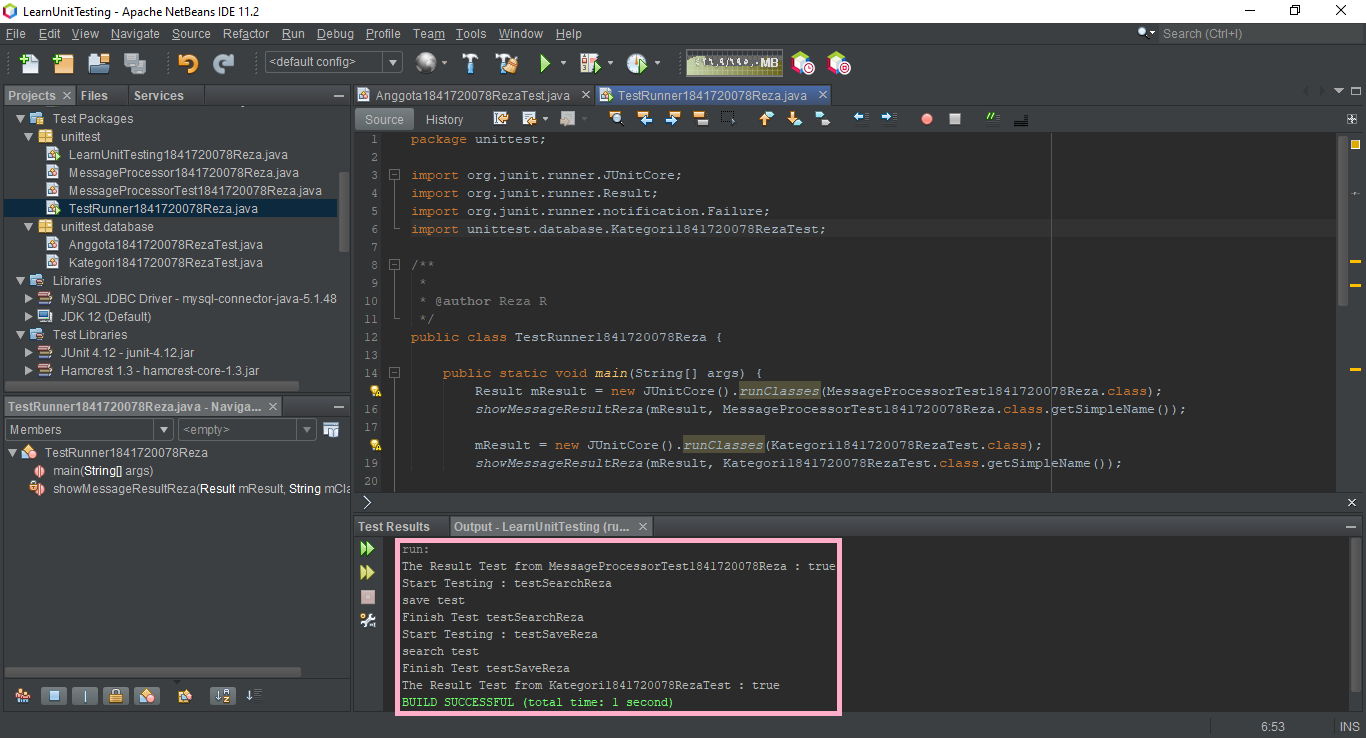 LearnUnitTesting - Apache NetBeans IDE 11.2
File Edit View Navigate Source Refactor Run Debug Profile Team Tools Window Help
Search (Ctrl+I)
<default config>
Projects Files Services
Test Packages
unittest
LearnUnitTesting1841720078Reza.java
MessageProcessor1841720078Reza.java
MessageProcessorTest1841720078Reza.java
TestRunner1841720078Reza.java
unittest.database
Anggota1841720078RezaTest.java
Kategori1841720078RezaTest.java
Libraries
MySQL JDBC Driver - mysql-connector-java-5.1.48
JDK 12 (Default)
Test Libraries
JUnit 4.12 - junit-4.12.jar
Hamcrest 1.3 - hamcrest-core-1.3.jar
TestRunner1841720078Reza.java - Naviga...
Members <empty>
TestRunner1841720078Reza
main(String[] args)
showMessageResultReza(Result mResult, String mCla
Anggota1841720078RezaTest.java TestRunner1841720078Reza.java
Source History
1 package unittest;
2
3 import org.junit.runner.JUnitCore;
4 import org.junit.runner.Result;
5 import org.junit.runner.notification.Failure;
6 import unittest.database.Kategori1841720078RezaTest;
7
8 /**
9 *
10 * @author Reza R
11 */
12 public class TestRunner1841720078Reza {
13
14 public static void main(String[] args) {
Result mResult = new JUnitCore().runClasses(MessageProcessorTest1841720078Reza.class);
16 showMessageResultReza(mResult, MessageProcessorTest1841720078Reza.class.getSimpleName());
17
mResult = new JUnitCore().runClasses(Kategori1841720078RezaTest.class);
19 showMessageResultReza(mResult, Kategori1841720078RezaTest.class.getSimpleName());
20
Test Results Output - LearnUnitTesting (ru...
run:
The Result Test from MessageProcessorTest1841720078Reza : true
Start Testing : testSearchReza
save test
Finish Test testSearchReza
Start Testing : testSaveReza
search test
Finish Test testSaveReza
The Result Test from Kategori1841720078RezaTest : true
BUILD SUCCESSFUL (total time: 1 second)
6:53 INS